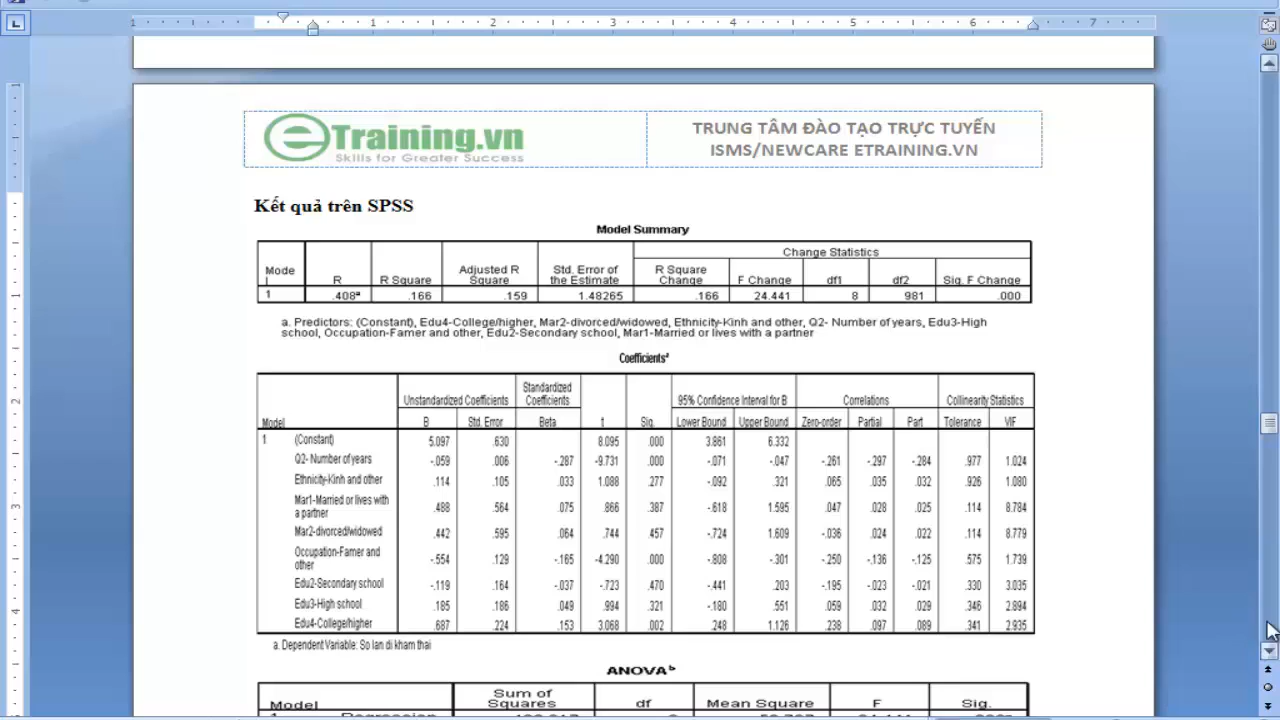 1 1 2 3 4 5 6 7
eTraining.vn
Skills for Greater Success
TRUNG TÂM ĐÀO TẠO TRỰC TUYẾN
ISMS/NEWCARE ETRAINING.VN
Kết quả trên SPSS
Model Summary
Mode l R R Square Adjusted R Square Std. Error of the Estimate Change Statistics
R Square Change F Change df1 df2 Sig. F Change
1 .408ᵃ .166 .159 1.48265 .166 24.441 8 981 .000
a. Predictors: (Constant), Edu4-College/higher, Mar2-divorced/widowed, Ethnicity-Kinh and other, Q2- Number of years, Edu3-High
school, Occupation-Famer and other, Edu2-Secondary school, Mar1-Married or lives with a partner
Coefficientsᵃ
Model Unstandardized Coefficients Standardized Coefficients t Sig. 95% Confidence Interval for B Correlations Collinearity Statistics
B Std. Error Beta Lower Bound Upper Bound Zero-order Partial Part Tolerance VIF
1 (Constant) 5.097 .630 8.095 .000 3.861 6.332
Q2- Number of years -.059 .006 -.287 -9.731 .000 -.071 -.047 -.261 -.297 -.284 .977 1.024
Ethnicity-Kinh and other .114 .105 .033 1.088 .277 -.092 .321 .065 .035 .032 .926 1.080
Mar1-Married or lives with a partner .488 .564 .075 .866 .387 -.618 1.595 .047 .028 .025 .114 8.784
Mar2-divorced/widowed .442 .595 .064 .744 .457 -.724 1.609 -.036 .024 .022 .114 8.779
Occupation-Famer and other -.554 .129 -.165 -4.290 .000 -.808 -.301 -.250 -.136 -.125 .575 1.739
Edu2-Secondary school -.119 .164 -.037 -.723 .470 -.441 .203 -.195 -.023 -.021 .330 3.035
Edu3-High school .185 .186 .049 .994 .321 -.180 .551 .059 .032 .029 .346 2.894
Edu4-College/higher .687 .224 .153 3.068 .002 .248 1.126 .238 .097 .089 .341 2.935
a. Dependent Variable: So lan di kham thai
ANOVAᵇ
Model Sum of Squares df Mean Square F Sig.